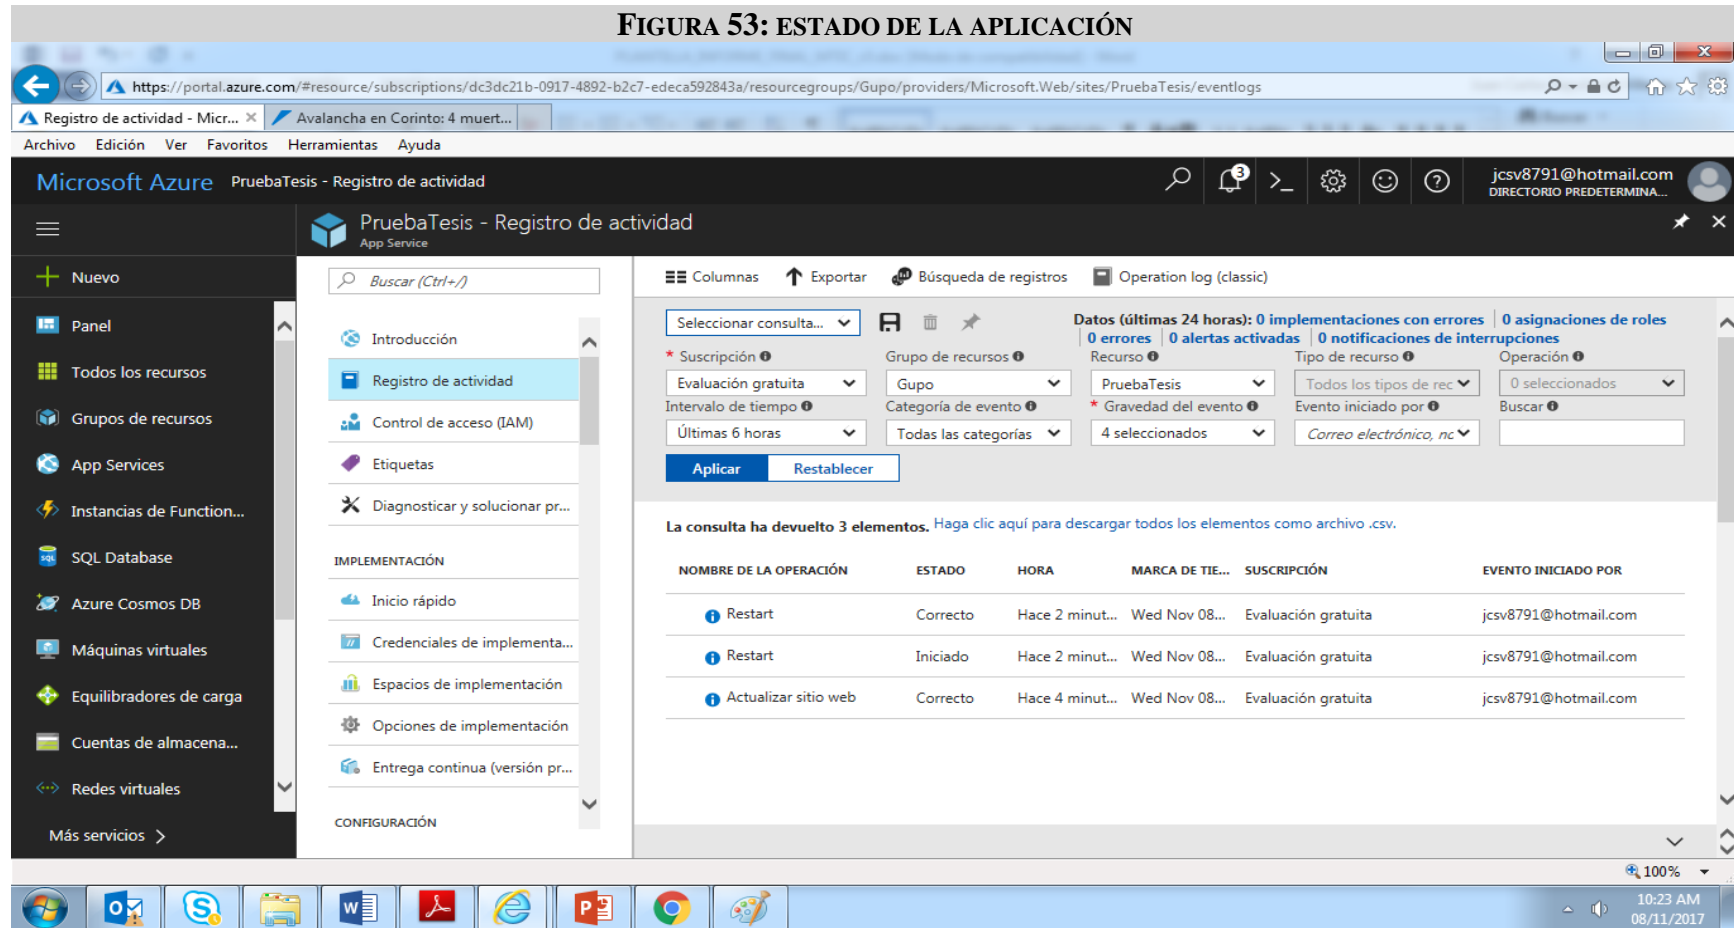 FIGURA 53: ESTADO DE LA APLICACIÓN
https://portal.azure.com/#resource/subscriptions/dc3dc21b-0917-4892-b2c7-edeca592843a/resourcegroups/Gupo/providers/Microsoft.Web/sites/PruebaTesis/eventlogs
Registro de actividad - Micr... Avalancha en Corinto: 4 muert...
Archivo Edición Ver Favoritos Herramientas Ayuda
Microsoft Azure PruebaTesis - Registro de actividad 3 jcsv8791@hotmail.com
DIRECTORIO PREDETERMINA...
PruebaTesis - Registro de actividad
App Service
Nuevo
Panel
Todos los recursos
Grupos de recursos
App Services
Instancias de Function...
SQL Database
Azure Cosmos DB
Máquinas virtuales
Equilibradores de carga
Cuentas de almacena...
Redes virtuales
Más servicios >
Buscar (Ctrl+/)
Introducción
Registro de actividad
Control de acceso (IAM)
Etiquetas
Diagnosticar y solucionar pr...
IMPLEMENTACIÓN
Inicio rápido
Credenciales de implementa...
Espacios de implementación
Opciones de implementación
Entrega continua (versión pr...
CONFIGURACIÓN
Columnas Exportar Búsqueda de registros Operation log (classic)
Seleccionar consulta... Datos (últimas 24 horas): 0 implementaciones con errores 0 asignaciones de roles
0 errores 0 alertas activadas 0 notificaciones de interrupciones
* Suscripción Grupo de recursos Recurso Tipo de recurso Operación
Evaluación gratuita Gupo PruebaTesis Todos los tipos de rec 0 seleccionados
Intervalo de tiempo Categoría de evento * Gravedad del evento Evento iniciado por Buscar
Últimas 6 horas Todas las categorías 4 seleccionados Correo electrónico, nc
Aplicar Restablecer
La consulta ha devuelto 3 elementos. Haga clic aquí para descargar todos los elementos como archivo .csv.
NOMBRE DE LA OPERACIÓN ESTADO HORA MARCA DE TIE... SUSCRIPCIÓN EVENTO INICIADO POR
Restart Correcto Hace 2 minut... Wed Nov 08... Evaluación gratuita jcsv8791@hotmail.com
Restart Iniciado Hace 2 minut... Wed Nov 08... Evaluación gratuita jcsv8791@hotmail.com
Actualizar sitio web Correcto Hace 4 minut... Wed Nov 08... Evaluación gratuita jcsv8791@hotmail.com
100%
10:23 AM
08/11/2017